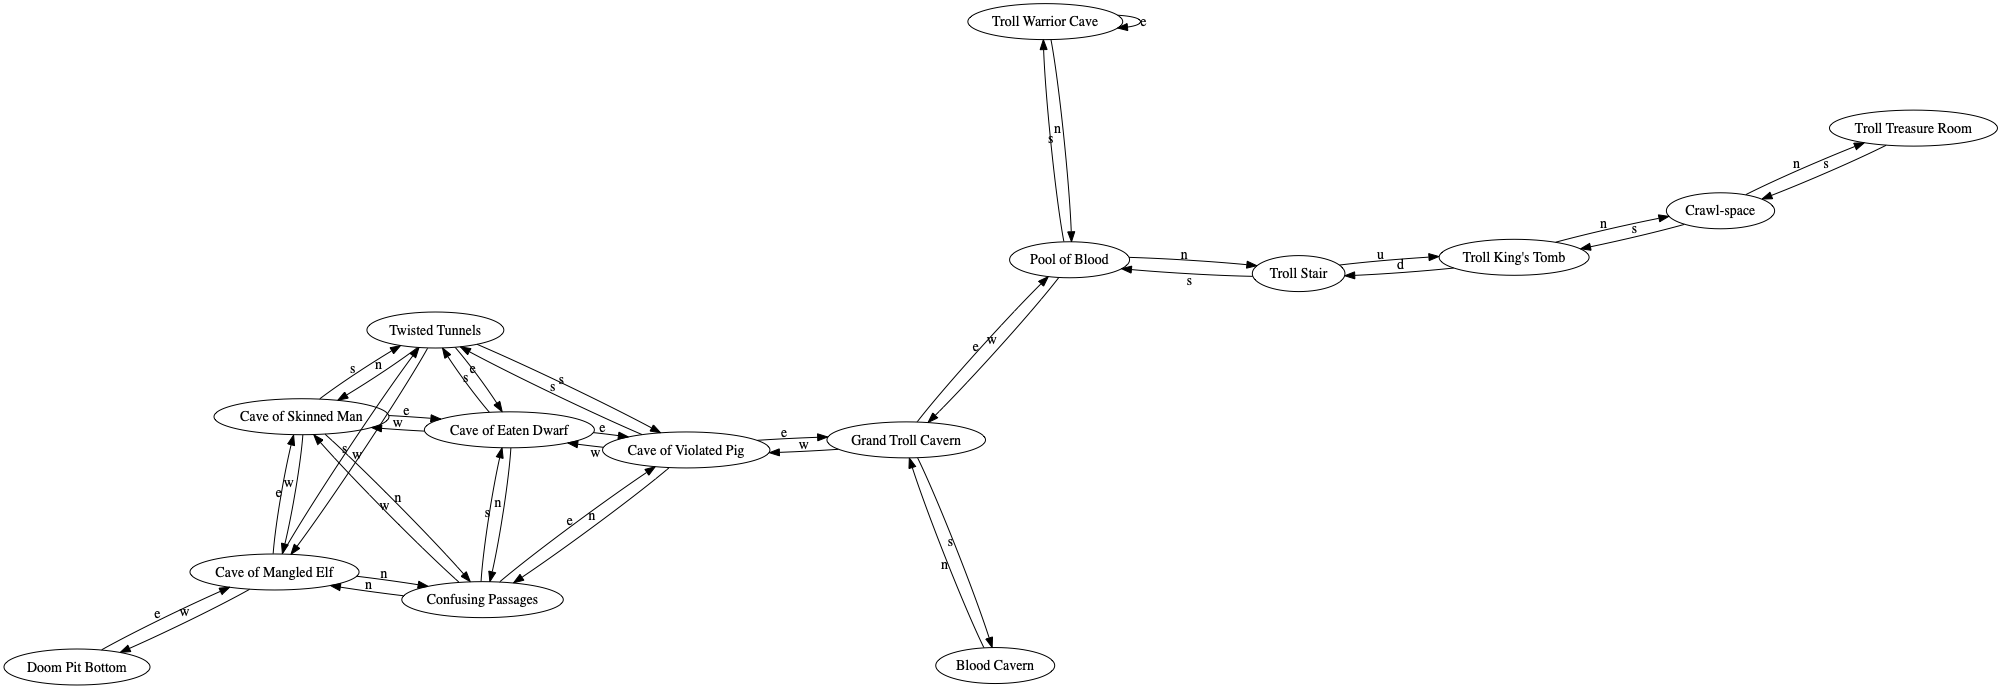 Troll Warrior Cave
e
n
s
Troll Treasure Room
n
s
Crawl-space
n
s
Pool of Blood
n
s
Troll Stair
u
d
Troll King's Tomb
Twisted Tunnels
e
w
s
n
e
s
s
s
Cave of Skinned Man
e
w
Cave of Eaten Dwarf
e
w
Cave of Violated Pig
e
w
Grand Troll Cavern
s
w
e
w
n
w
n
s
e
n
s
n
Cave of Mangled Elf
n
n
Confusing Passages
e
w
Doom Pit Bottom
Blood Cavern